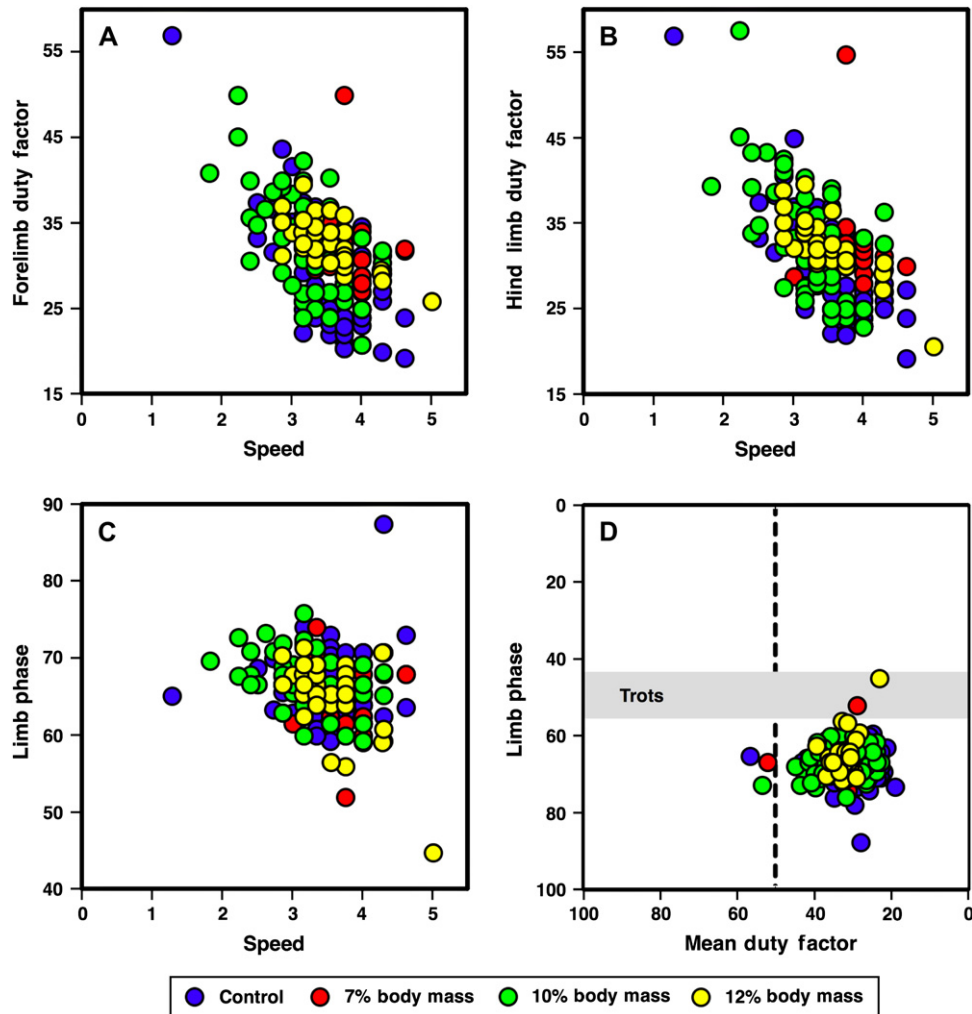 A
55
45
35
25
15
Forelimb duty factor
0 1 2 3 4 5
Speed
B
55
45
35
25
15
Hind limb duty factor
0 1 2 3 4 5
Speed
C
90
80
70
60
50
40
Limb phase
0 1 2 3 4 5
Speed
D
0
20
40
60
80
100
Limb phase
Trots
100 80 60 40 20 0
Mean duty factor
Control 7% body mass 10% body mass 12% body mass